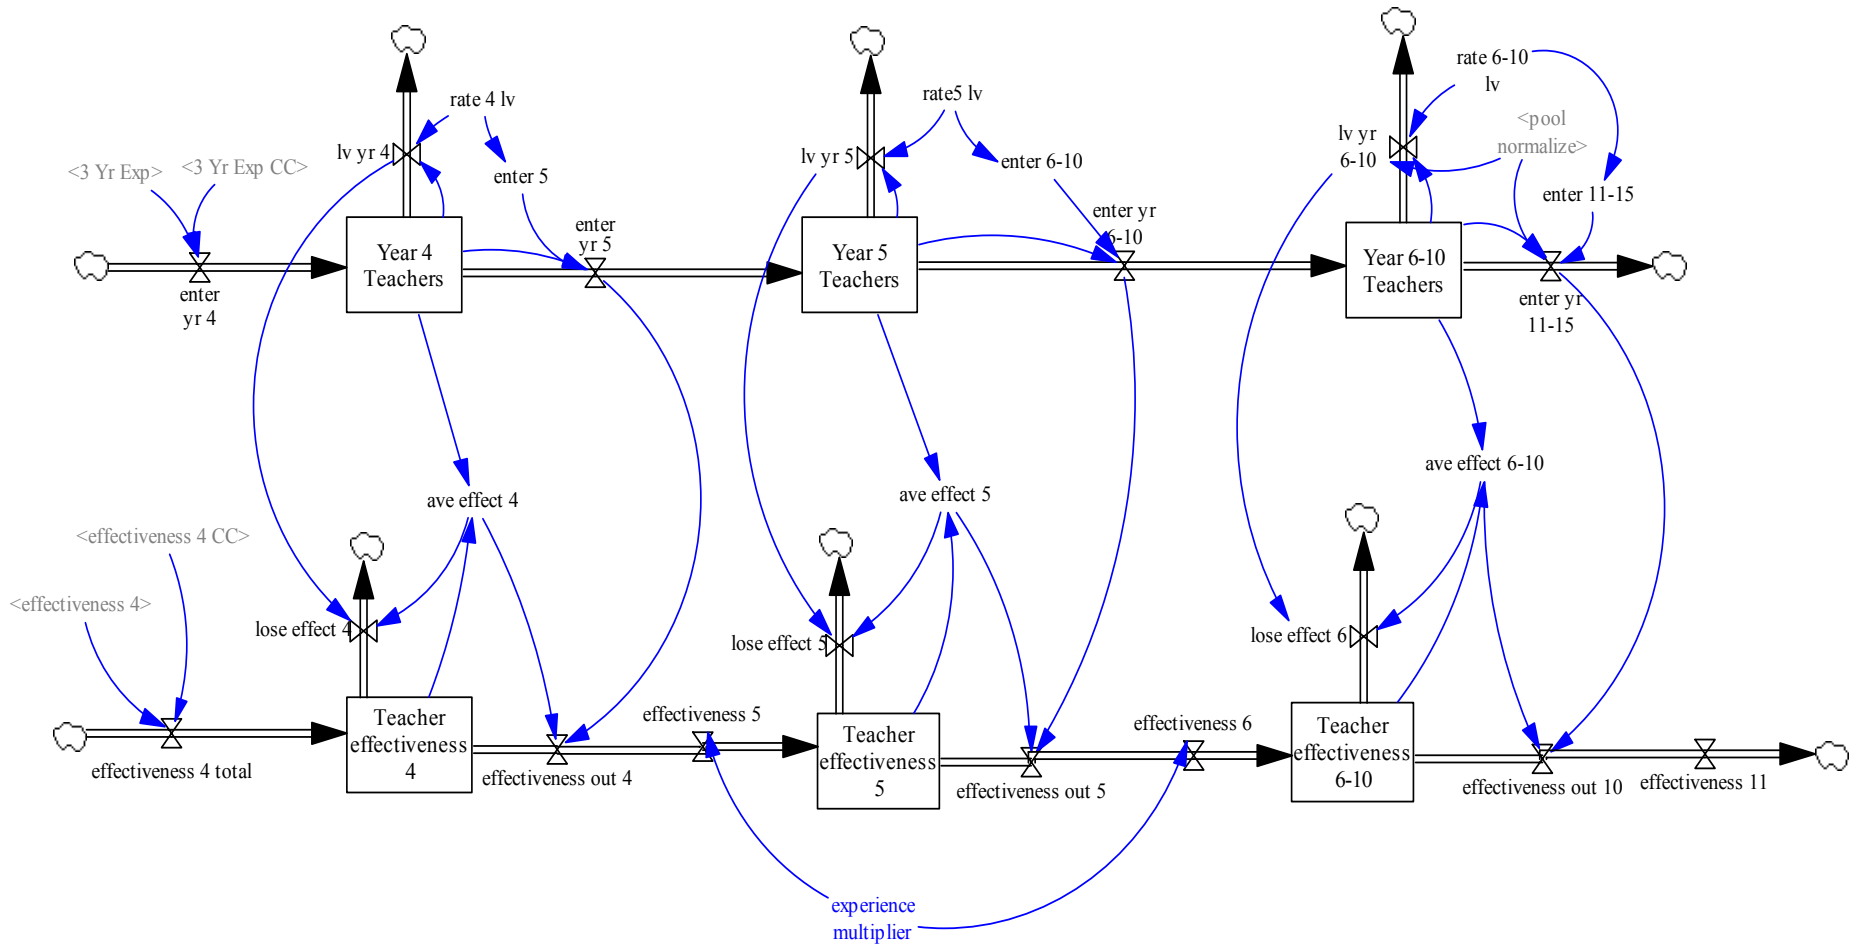 rate 4 lv
rate5 lv
rate 6-10
lv
<pool
normalize>
lv yr 4
lv yr 5
lv yr
6-10
<3 Yr Exp>
<3 Yr Exp CC>
enter 5
enter 6-10
enter 11-15
enter
yr 4
Year 4
Teachers
enter
yr 5
Year 5
Teachers
enter yr
6-10
Year 6-10
Teachers
enter yr
11-15
ave effect 4
ave effect 5
ave effect 6-10
<effectiveness 4 CC>
<effectiveness 4>
lose effect 4
lose effect 5
lose effect 6
effectiveness 4 total
Teacher
effectiveness
4
effectiveness out 4
effectiveness 5
Teacher
effectiveness
5
effectiveness out 5
effectiveness 6
Teacher
effectiveness
6-10
effectiveness out 10
effectiveness 11
experience
multiplier